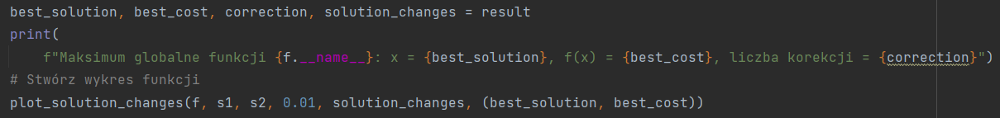 best_solution, best_cost, correction, solution_changes = result
print(
    f"Maksimum globalne funkcji {f.__name__}: x = {best_solution}, f(x) = {best_cost}, liczba korekcji = {correction}")
# Stwórz wykres funkcji
plot_solution_changes(f, s1, s2, 0.01, solution_changes, (best_solution, best_cost))